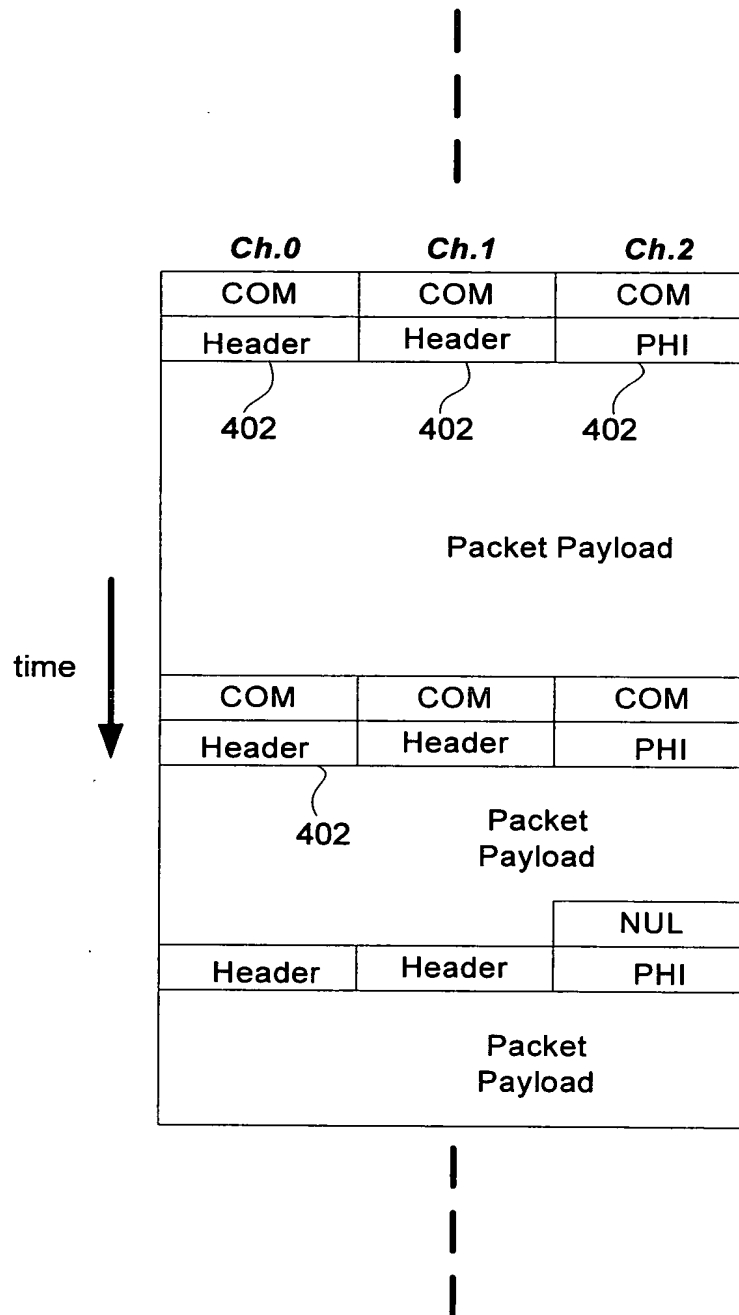 Ch.0 Ch.1 Ch.2
COM COM COM
Header Header PHI
402 402 402
Packet Payload
time
COM COM COM
Header Header PHI
402
Packet
Payload
NUL
Header Header PHI
Packet
Payload